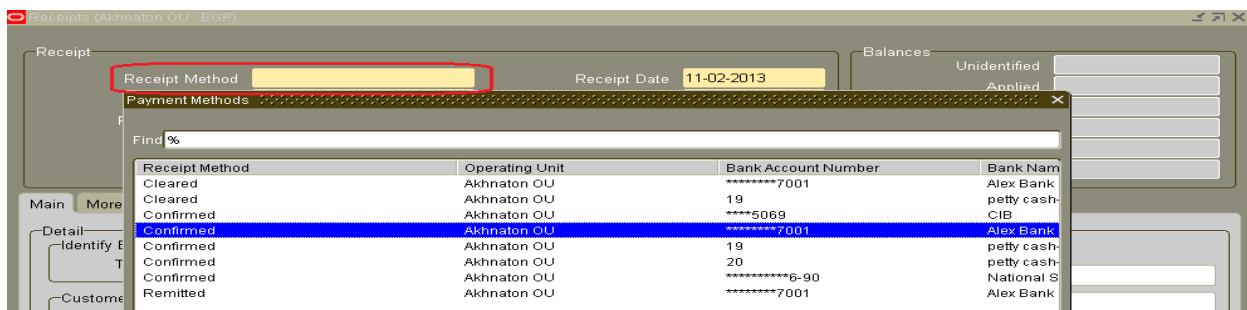 Receipts (Akhnaton OU : EGP)
Receipt
Balances
Unidentified
Receipt Method
Receipt Date 11-02-2013
Applied
Payment Methods
Find %
Receipt Method Operating Unit Bank Account Number Bank Nam
Cleared Akhnaton OU ********7001 Alex Bank
Cleared Akhnaton OU 19 petty cash-
Confirmed Akhnaton OU ****5069 CIB
Confirmed Akhnaton OU ********7001 Alex Bank
Confirmed Akhnaton OU 19 petty cash-
Confirmed Akhnaton OU 20 petty cash-
Confirmed Akhnaton OU **********6-90 National S
Remitted Akhnaton OU ********7001 Alex Bank
Main More
Detail
Identify B
T
Custome